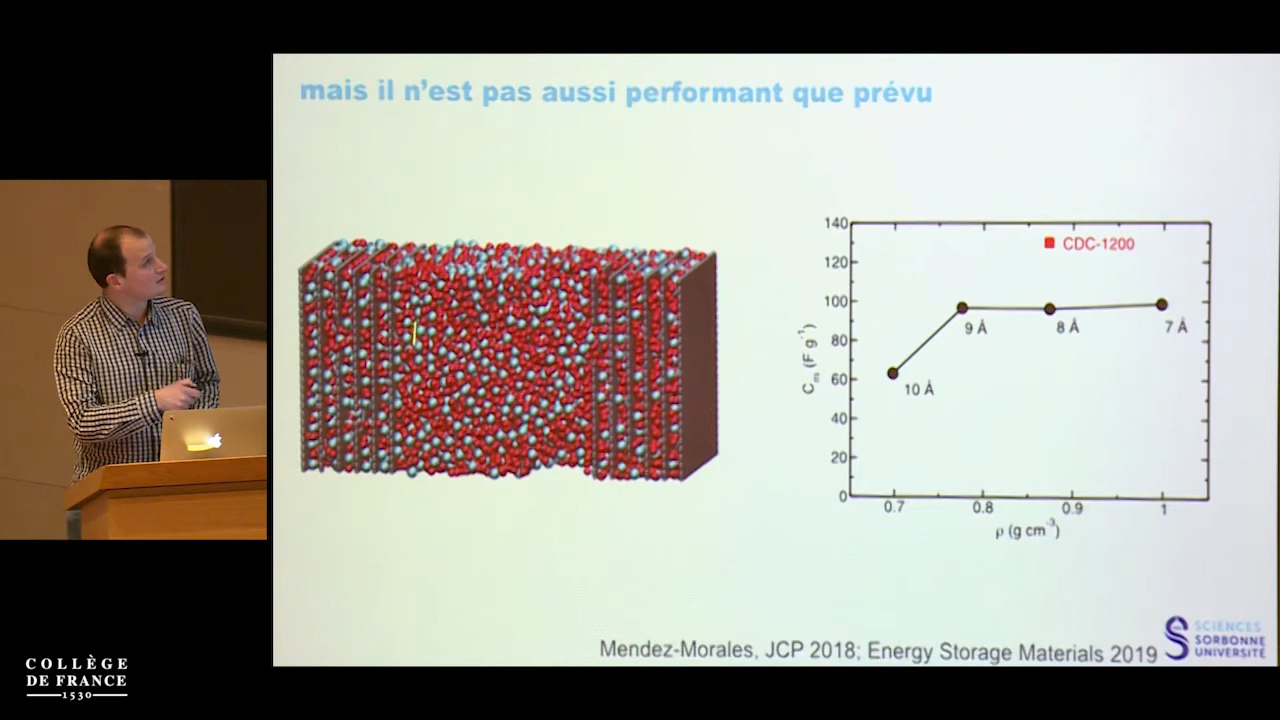 mais il n'est pas aussi performant que prévu
140
120
100
80
60
40
20
0
C_m (F g⁻¹)
CDC-1200
9 Å
8 Å
7 Å
10 Å
0.7
0.8
0.9
1
ρ (g cm⁻³)
Mendez-Morales, JCP 2018; Energy Storage Materials 2019
SCIENCES
SORBONNE
UNIVERSITÉ
COLLÈGE
DE FRANCE
1530